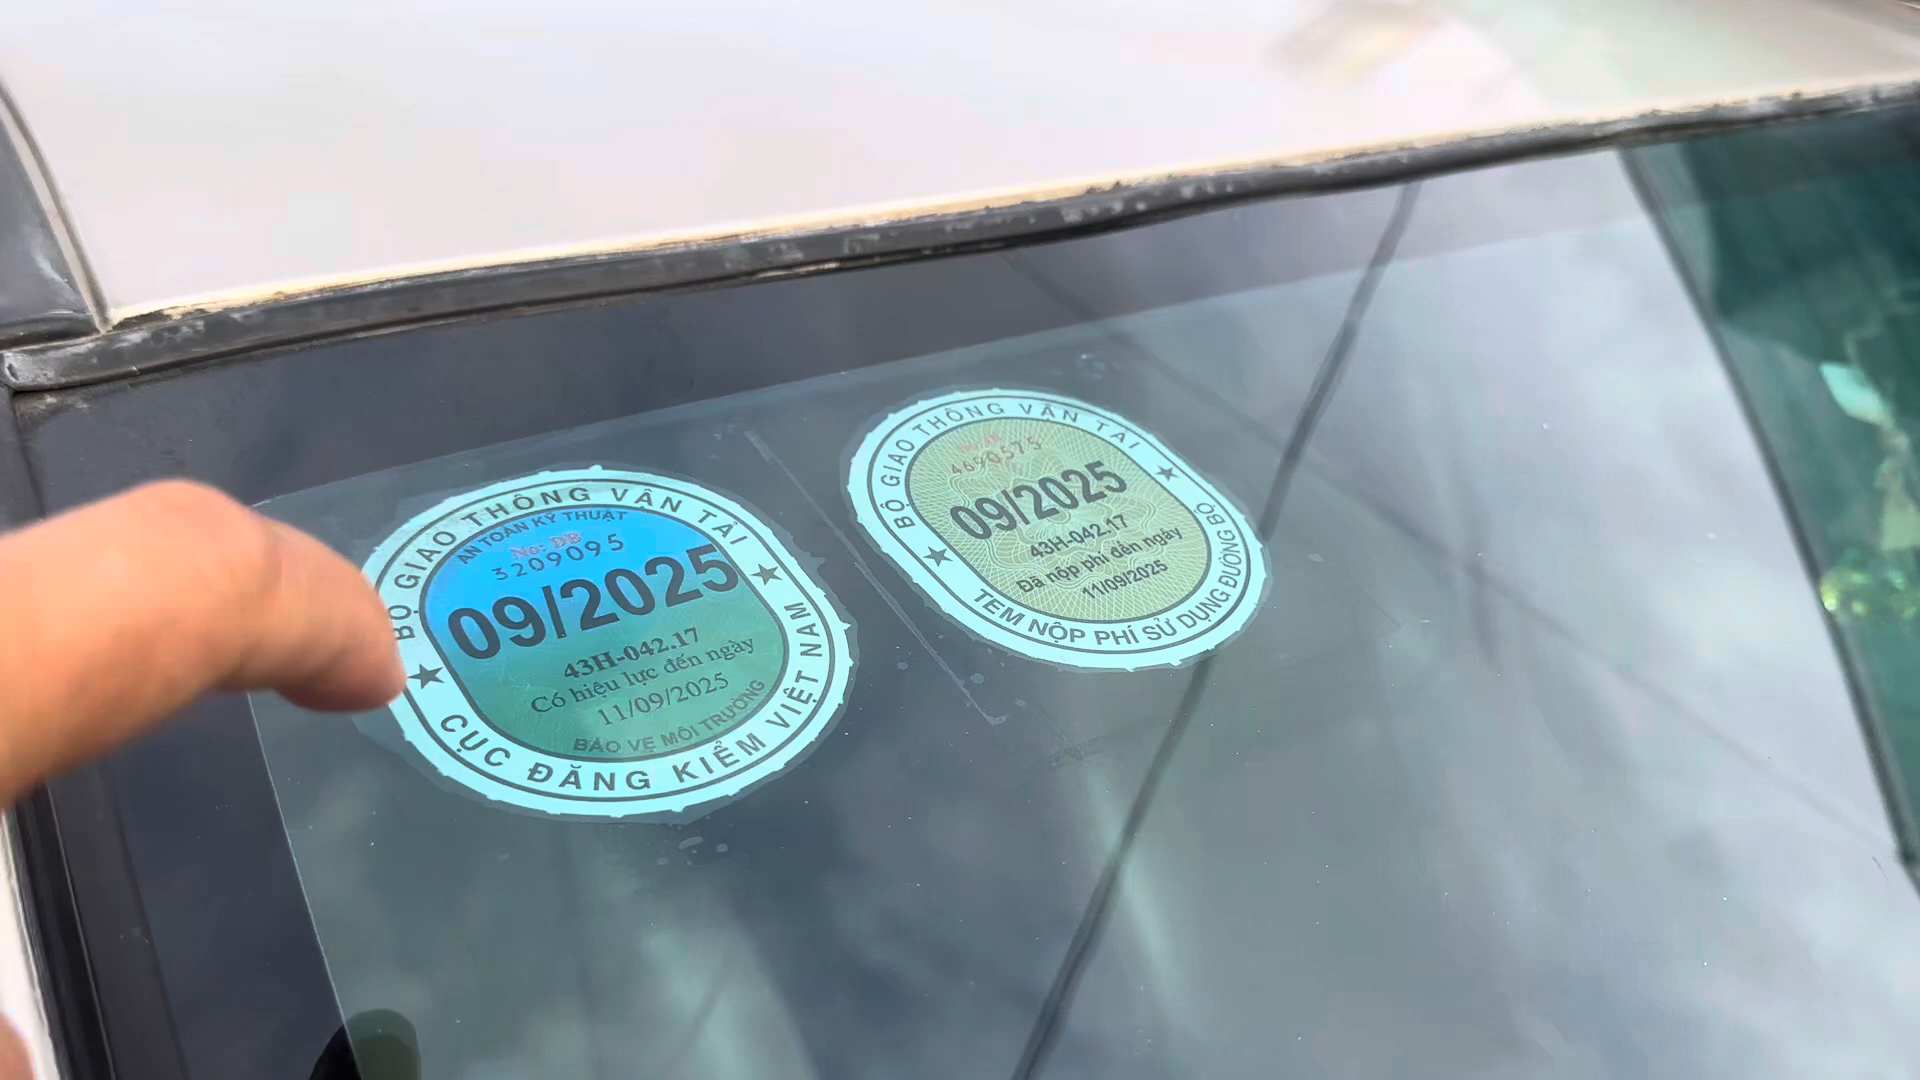 BỘ GIAO THÔNG VẬN TẢI
AN TOÀN KỸ THUẬT
No: DB
3209095
09/2025
43H-042.17
Có hiệu lực đến ngày
11/09/2025
BẢO VỆ MÔI TRƯỜNG
CỤC ĐĂNG KIỂM VIỆT NAM
BỘ GIAO THÔNG VẬN TẢI
4690575
09/2025
43H-042.17
Đã nộp phí đến ngày
11/09/2025
TEM NỘP PHÍ SỬ DỤNG ĐƯỜNG BỘ